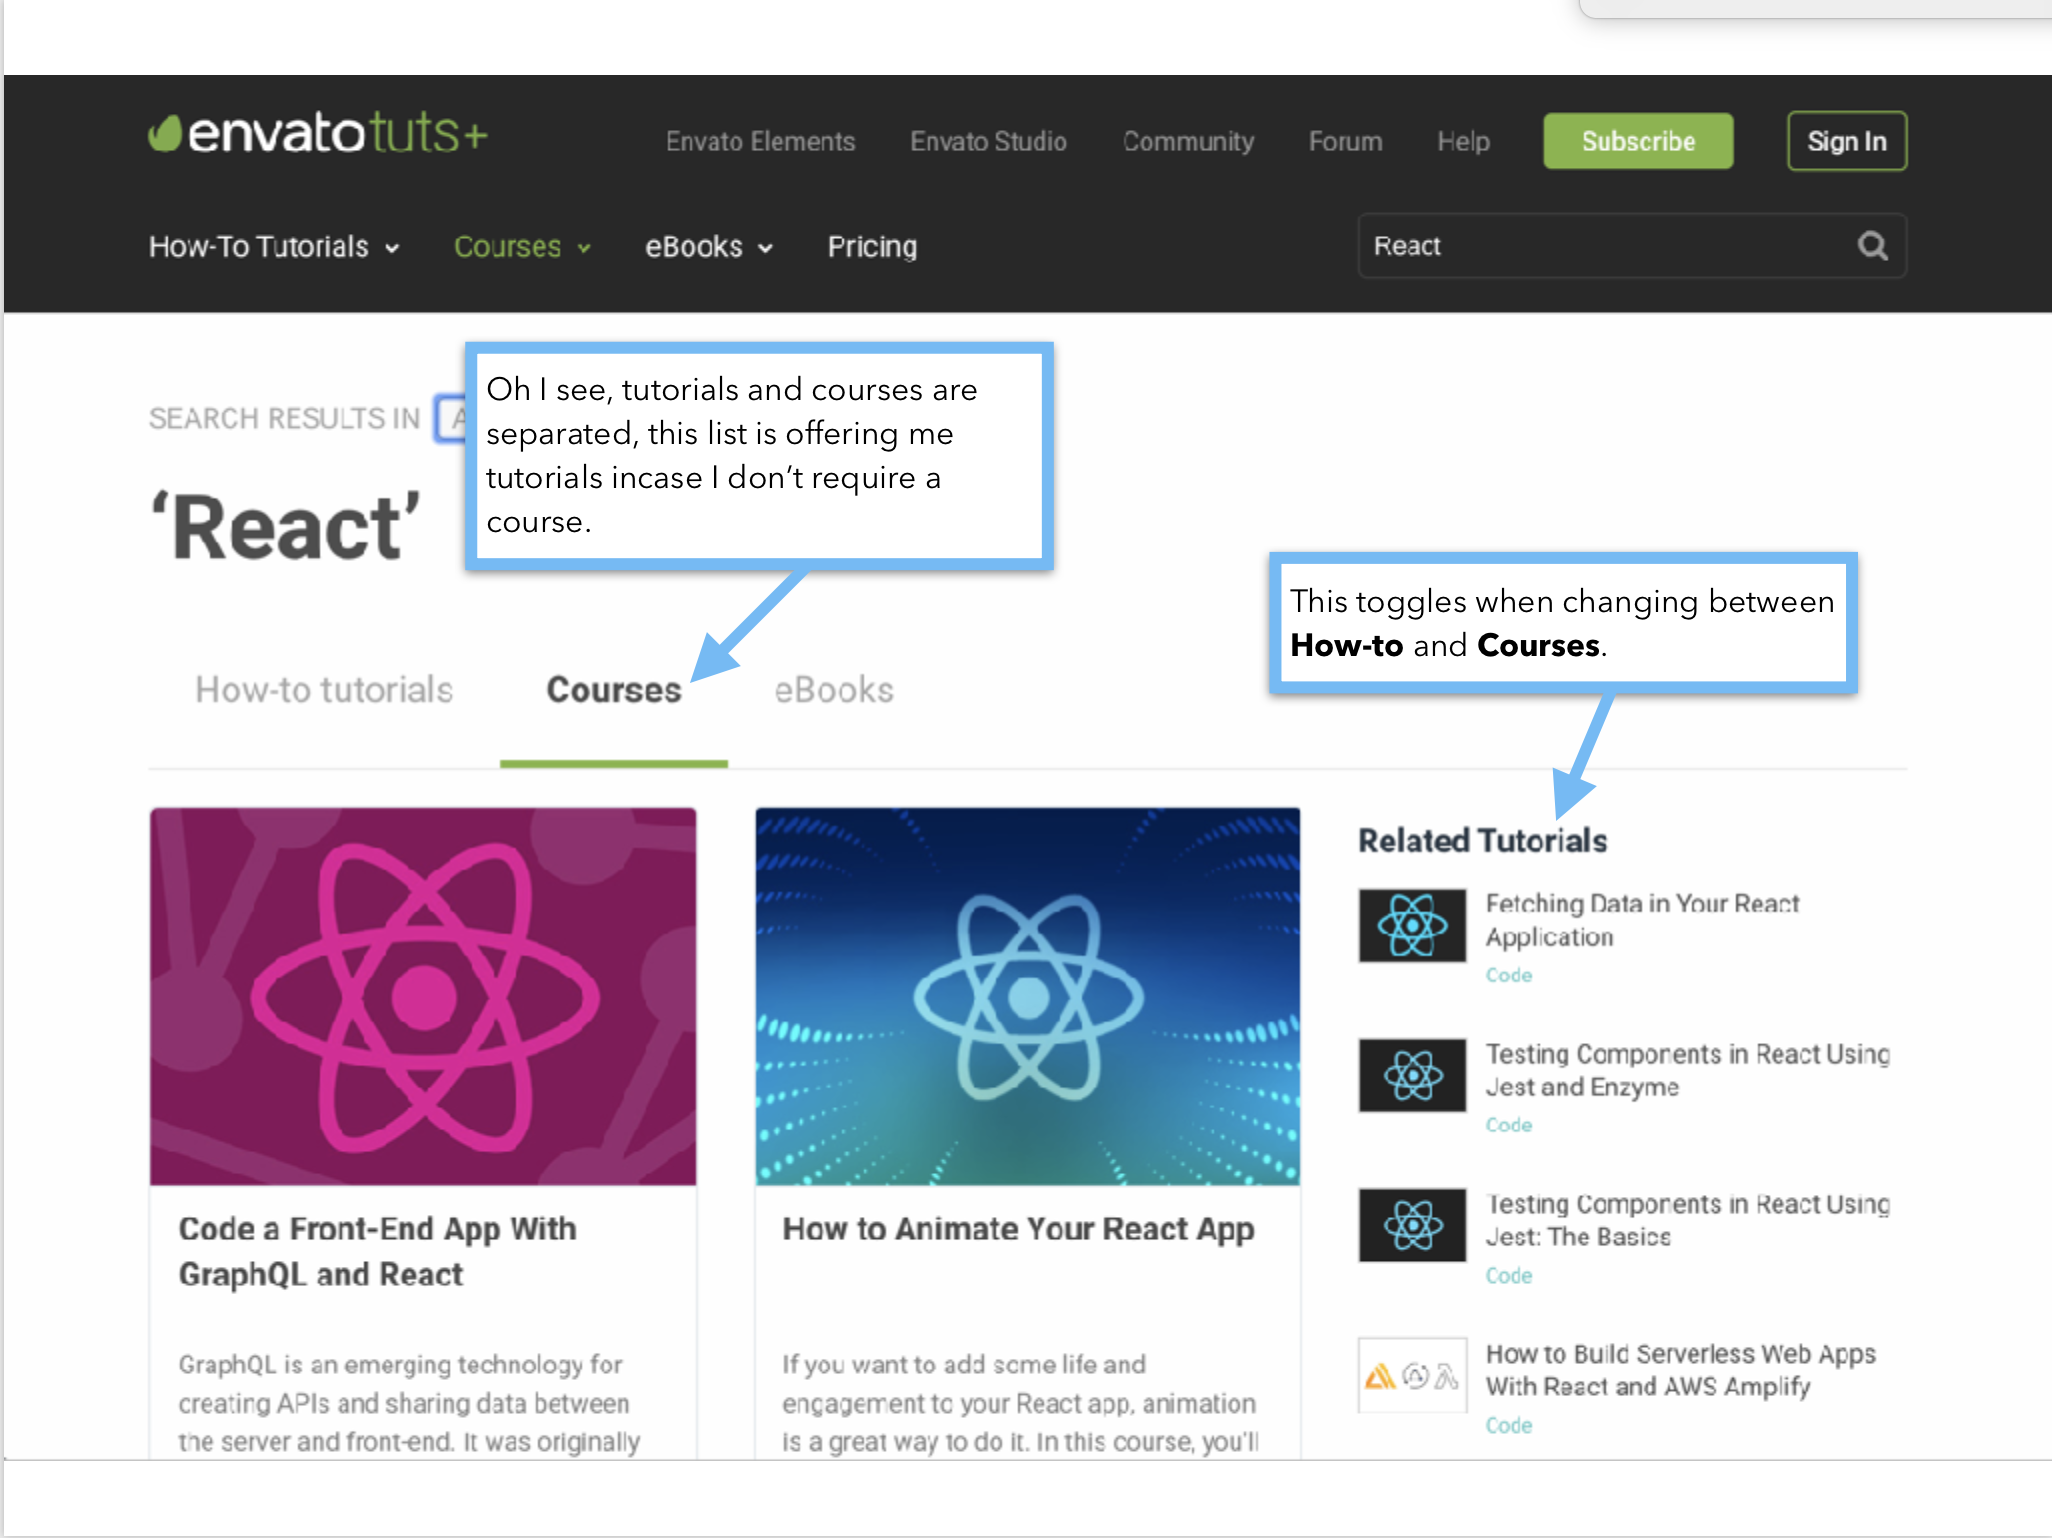 envatotuts+
Envato Elements Envato Studio Community Forum Help Subscribe Sign In
How-To Tutorials Courses eBooks Pricing React
SEARCH RESULTS IN A
‘React’
Oh I see, tutorials and courses are
separated, this list is offering me
tutorials incase I don’t require a
course.
This toggles when changing between
How-to and Courses.
How-to tutorials Courses eBooks
Code a Front-End App With
GraphQL and React
GraphQL is an emerging technology for
creating APIs and sharing data between
the server and front-end. It was originally
How to Animate Your React App
If you want to add some life and
engagement to your React app, animation
is a great way to do it. In this course, you'll
Related Tutorials
Fetching Data in Your React
Application
Code
Testing Components in React Using
Jest and Enzyme
Code
Testing Components in React Using
Jest: The Basics
Code
How to Build Serverless Web Apps
With React and AWS Amplify
Code